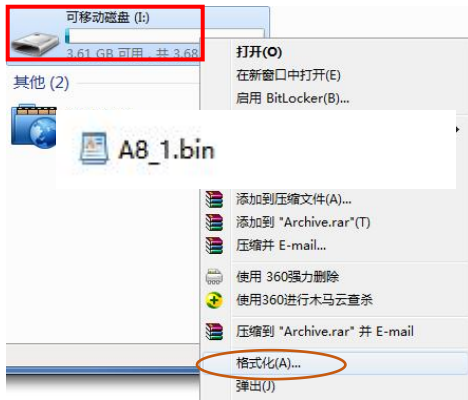 可移动磁盘 (I:)
3.61 GB 可用，共 3.68
其他 (2)
打开(O)
在新窗口中打开(E)
启用 BitLocker(B)...
A8_1.bin
添加到压缩文件(A)...
添加到 "Archive.rar"(T)
压缩并 E-mail...
使用 360强力删除
使用360进行木马云查杀
压缩到 "Archive.rar" 并 E-mail
格式化(A)...
弹出(J)